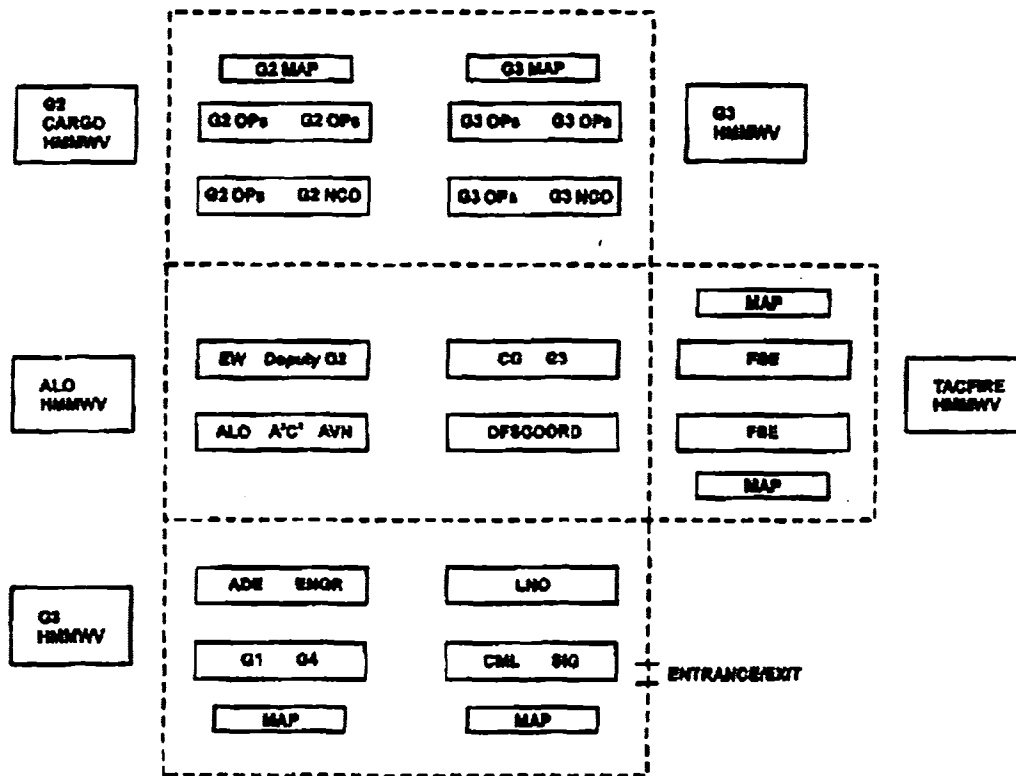 G2 MAP
G3 MAP
G2
CARGO
HMMWV
G2 OPs G2 OPs
G3 OPs G3 OPs
G3
HMMWV
G2 OPs G2 NCO
G3 OPs G3 NCO
MAP
EW Deputy G2
CG G3
FSE
ALO
HMMWV
TACFIRE
HMMWV
ALO A²C² AVN
DFSCOORD
FSE
MAP
ADE ENGR
LNO
G3
HMMWV
G1 G4
CML SIG
ENTRANCE/EXIT
MAP
MAP